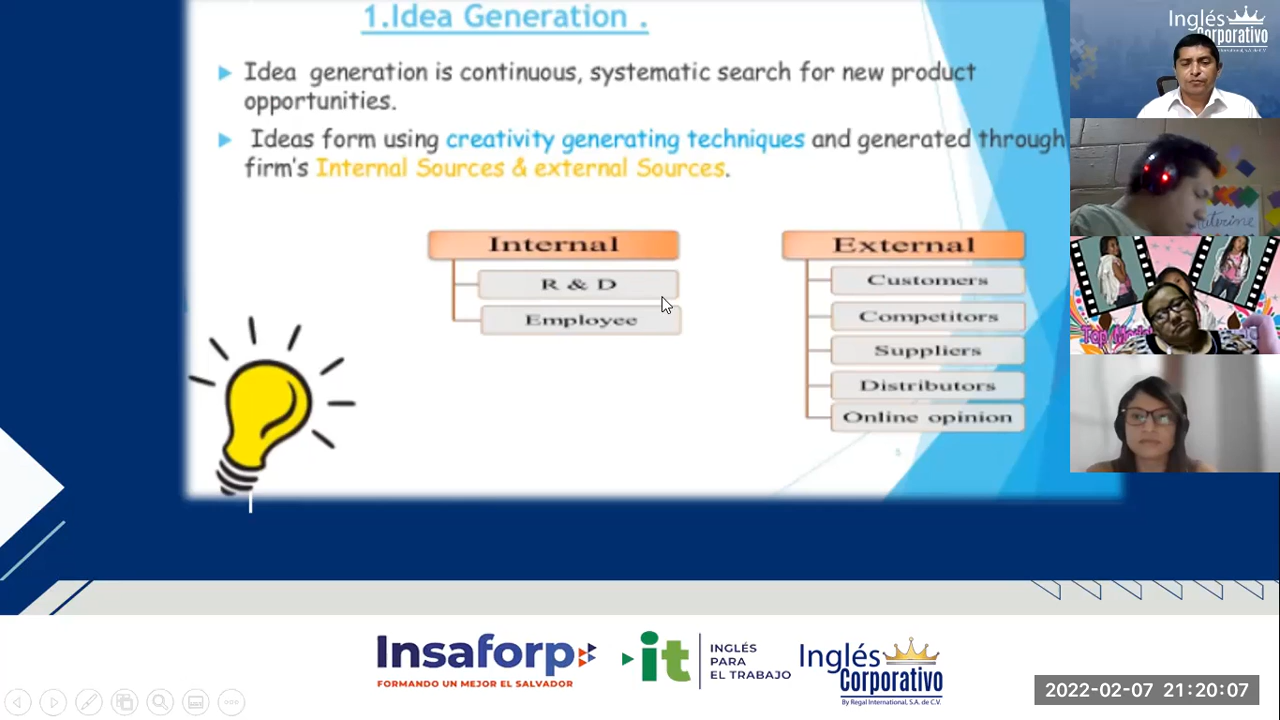 1.Idea Generation .
Idea generation is continuous, systematic search for new product
opportunities.
Ideas form using creativity generating techniques and generated through
firm's Internal Sources & external Sources.
Internal
R & D
Employee
External
Customers
Competitors
Suppliers
Distributors
Online opinion
5
Inglés
Corporativo
Top Model
Insaforp
FORMANDO UN MEJOR EL SALVADOR
it
INGLÉS
PARA
EL TRABAJO
Inglés
Corporativo
By Regal International, S.A. de C.V.
2022-02-07 21:20:07